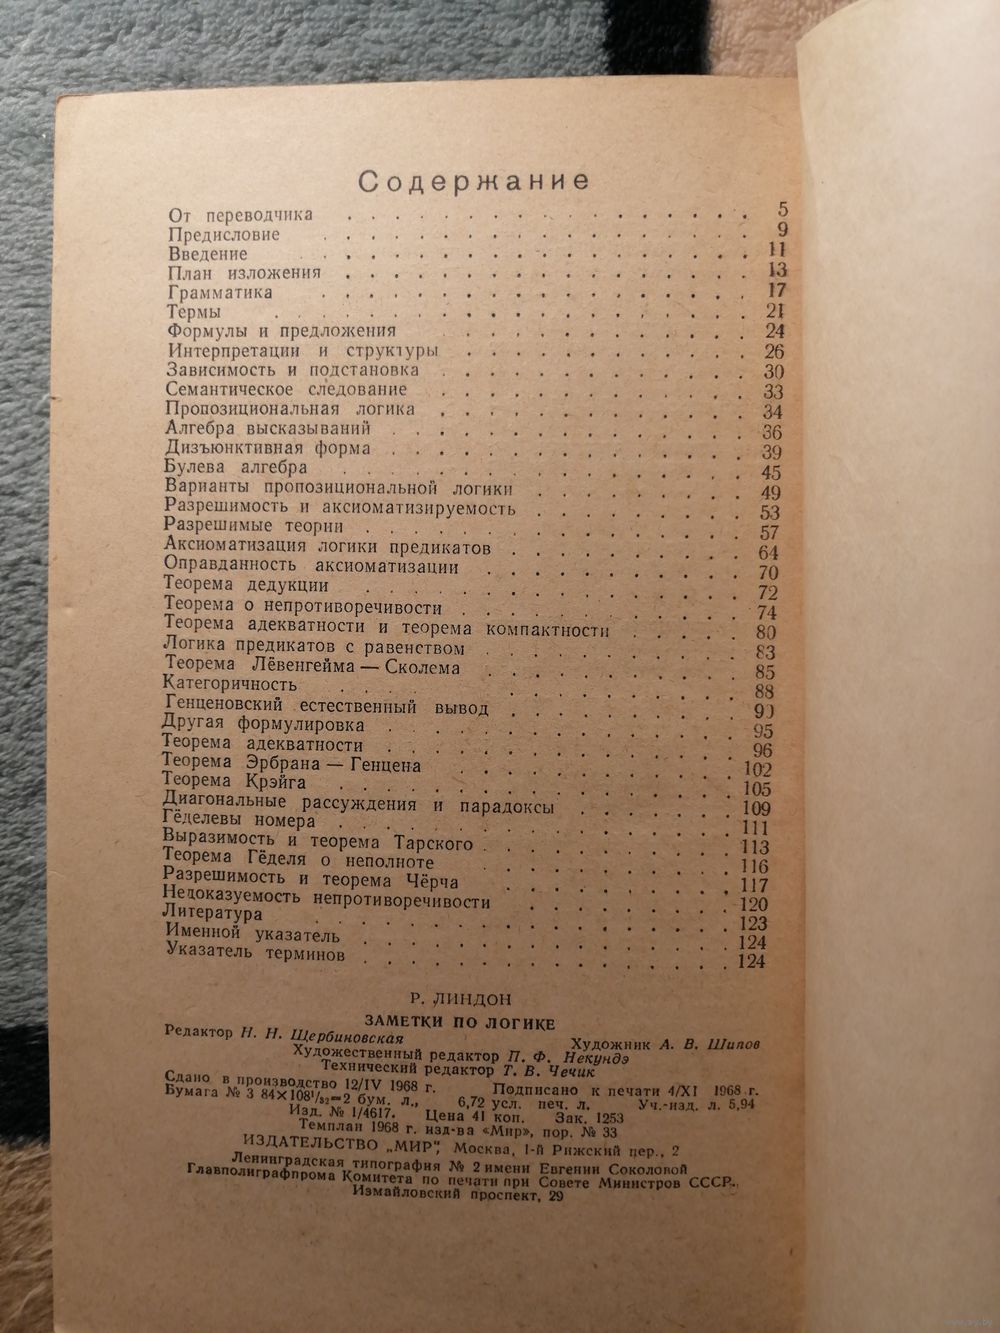 Содержание
От переводчика . . . . . . . . . . . . . . . . . 5
Предисловие . . . . . . . . . . . . . . . . . . 9
Введение . . . . . . . . . . . . . . . . . . . 11
План изложения . . . . . . . . . . . . . . . . . 13
Грамматика . . . . . . . . . . . . . . . . . . 17
Термы . . . . . . . . . . . . . . . . . . . . 21
Формулы и предложения . . . . . . . . . . . . . 24
Интерпретации и структуры . . . . . . . . . . . . 26
Зависимость и подстановка . . . . . . . . . . . . 30
Семантическое следование . . . . . . . . . . . . 33
Пропозициональная логика . . . . . . . . . . . . 34
Алгебра высказываний . . . . . . . . . . . . . . 36
Дизъюнктивная форма . . . . . . . . . . . . . . 39
Булева алгебра . . . . . . . . . . . . . . . . 45
Варианты пропозициональной логики . . . . . . . . . 49
Разрешимость и аксиоматизируемость . . . . . . . . . 53
Разрешимые теории . . . . . . . . . . . . . . . 57
Аксиоматизация логики предикатов . . . . . . . . . . 64
Оправданность аксиоматизации . . . . . . . . . . . 70
Теорема дедукции . . . . . . . . . . . . . . . 72
Теорема о непротиворечивости . . . . . . . . . . . 74
Теорема адекватности и теорема компактности . . . . . 80
Логика предикатов с равенством . . . . . . . . . . 83
Теорема Лёвенгейма — Сколема . . . . . . . . . . . 85
Категоричность . . . . . . . . . . . . . . . . 88
Генценовский естественный вывод . . . . . . . . . . 90
Другая формулировка . . . . . . . . . . . . . . 95
Теорема адекватности . . . . . . . . . . . . . . 96
Теорема Эрбрана — Генцена . . . . . . . . . . . . 102
Теорема Крэйга . . . . . . . . . . . . . . . . 105
Диагональные рассуждения и парадоксы . . . . . . . 109
Гёделевы номера . . . . . . . . . . . . . . . . 111
Выразимость и теорема Тарского . . . . . . . . . . 113
Теорема Гёделя о неполноте . . . . . . . . . . . . 116
Разрешимость и теорема Чёрча . . . . . . . . . . . 117
Недоказуемость непротиворечивости . . . . . . . . . 120
Литература . . . . . . . . . . . . . . . . . . 123
Именной указатель . . . . . . . . . . . . . . . 124
Указатель терминов . . . . . . . . . . . . . . . 124
Р. ЛИНДОН
ЗАМЕТКИ ПО ЛОГИКЕ
Редактор Н. Н. Щербиновская Художник А. В. Шипов
Художественный редактор П. Ф. Некундэ
Технический редактор Т. В. Чечик
Сдано в производство 12/IV 1968 г. Подписано к печати 4/XI 1968 г.
Бумага № 3 84×108¹/₃₂=2 бум. л., 6,72 усл. печ. л. Уч.-изд. л. 5,94
Изд. № 1/4617. Цена 41 коп. Зак. 1253
Темплан 1968 г. изд-ва «Мир», пор. № 33
ИЗДАТЕЛЬСТВО „МИР", Москва, 1-й Рижский пер., 2
Ленинградская типография № 2 имени Евгении Соколовой
Главполиграфпрома Комитета по печати при Совете Министров СССР.
Измайловский проспект, 29
www.ay.by